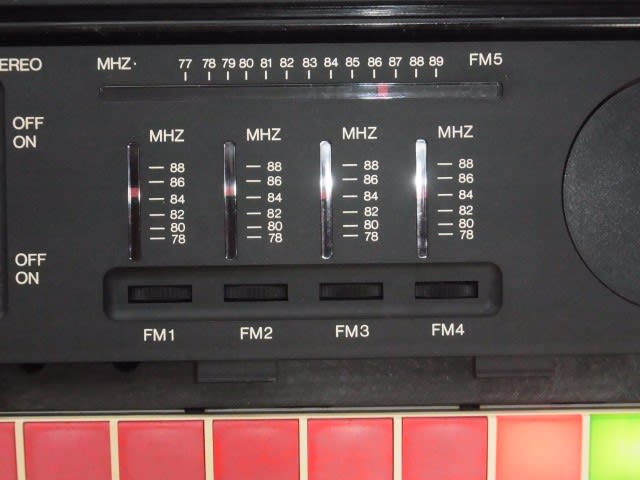 EREO
MHZ· 77 78 79 80 81 82 83 84 85 86 87 88 89 FM5
OFF
ON
MHZ MHZ MHZ MHZ
88 88 88 88
86 86 86 86
84 84 84 84
82 82 82 82
80 80 80 80
78 78 78 78
OFF
ON
FM1 FM2 FM3 FM4